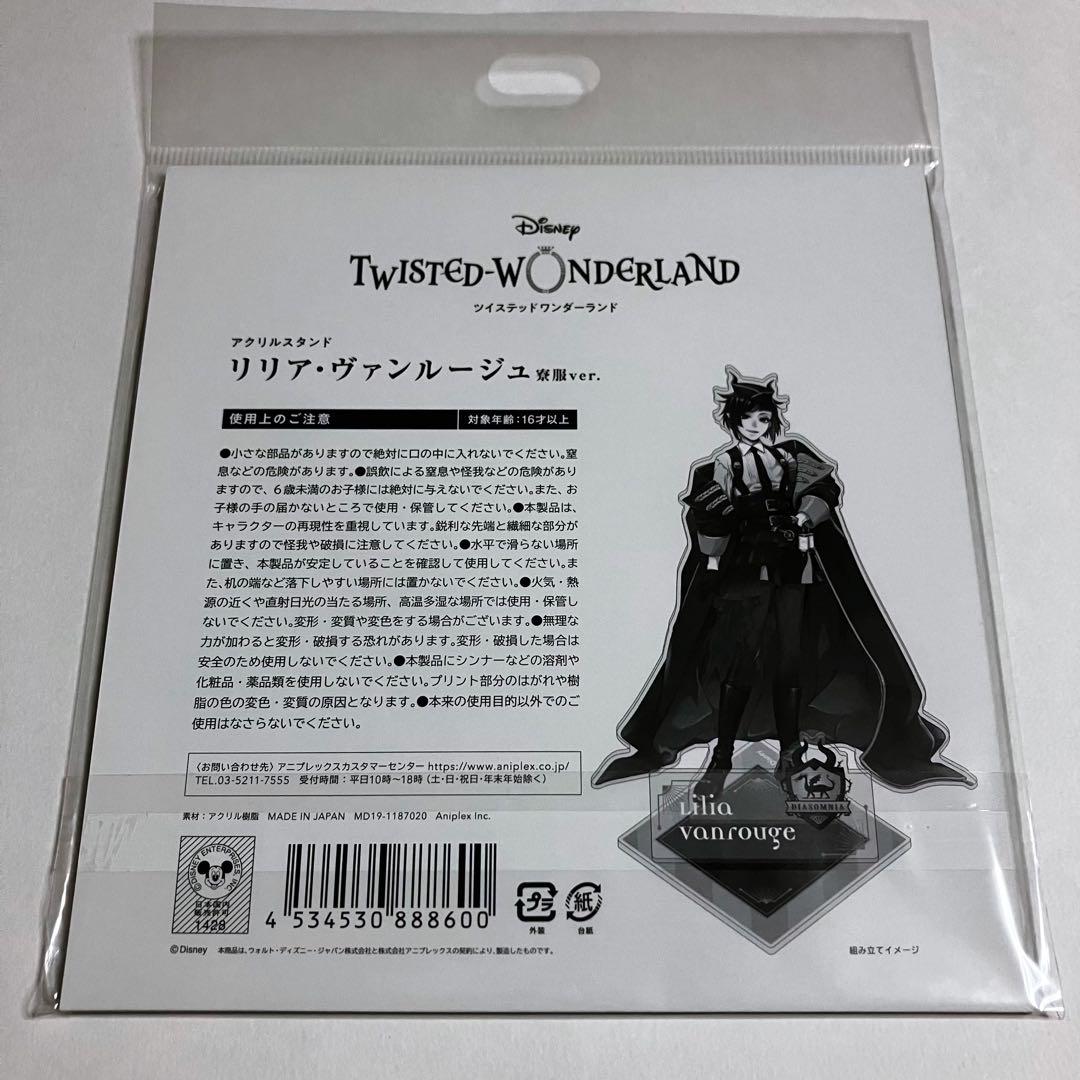 Disney
TWISTED-WONDERLAND
ツイステッドワンダーランド
アクリルスタンド
リリア・ヴァンルージュ 寮服ver.
使用上のご注意 対象年齢:16才以上
●小さな部品がありますので絶対に口の中に入れないでください。窒
息などの危険があります。●誤飲による窒息や怪我などの危険があり
ますので、6歳未満のお子様には絶対に与えないでください。また、お
子様の手の届かないところで使用・保管してください。●本製品は、
キャラクターの再現性を重視しています。鋭利な先端と繊細な部分が
ありますので怪我や破損に注意してください。●水平で滑らない場所
に置き、本製品が安定していることを確認して使用してください。ま
た、机の端など落下しやすい場所には置かないでください。●火気・熱
源の近くや直射日光の当たる場所、高温多湿な場所では使用・保管し
ないでください。変形・変質や変色をする場合がございます。●無理な
力が加わると変形・破損する恐れがあります。変形・破損した場合は
安全のため使用しないでください。●本製品にシンナーなどの溶剤や
化粧品・薬品類を使用しないでください。プリント部分のはがれや樹
脂の色の変色・変質の原因となります。●本来の使用目的以外でのご
使用はなさらないでください。
〈お問い合わせ先〉アニプレックスカスタマーセンター https://www.aniplex.co.jp/
TEL.03-5211-7555 受付時間:平日10時～18時(土・日・祝日・年末年始除く)
素材:アクリル樹脂 MADE IN JAPAN MD19-1187020 Aniplex Inc.
Lilia
vanrouge
DIASOMNIA
©DISNEY ENTERPRISES, INC.
日本国内
販売許可
1428
4 534530 888600
プラ
外装
紙
台紙
©Disney 本商品は、ウォルト・ディズニー・ジャパン株式会社と株式会社アニプレックスの契約により、製造したものです。
組み立てイメージ